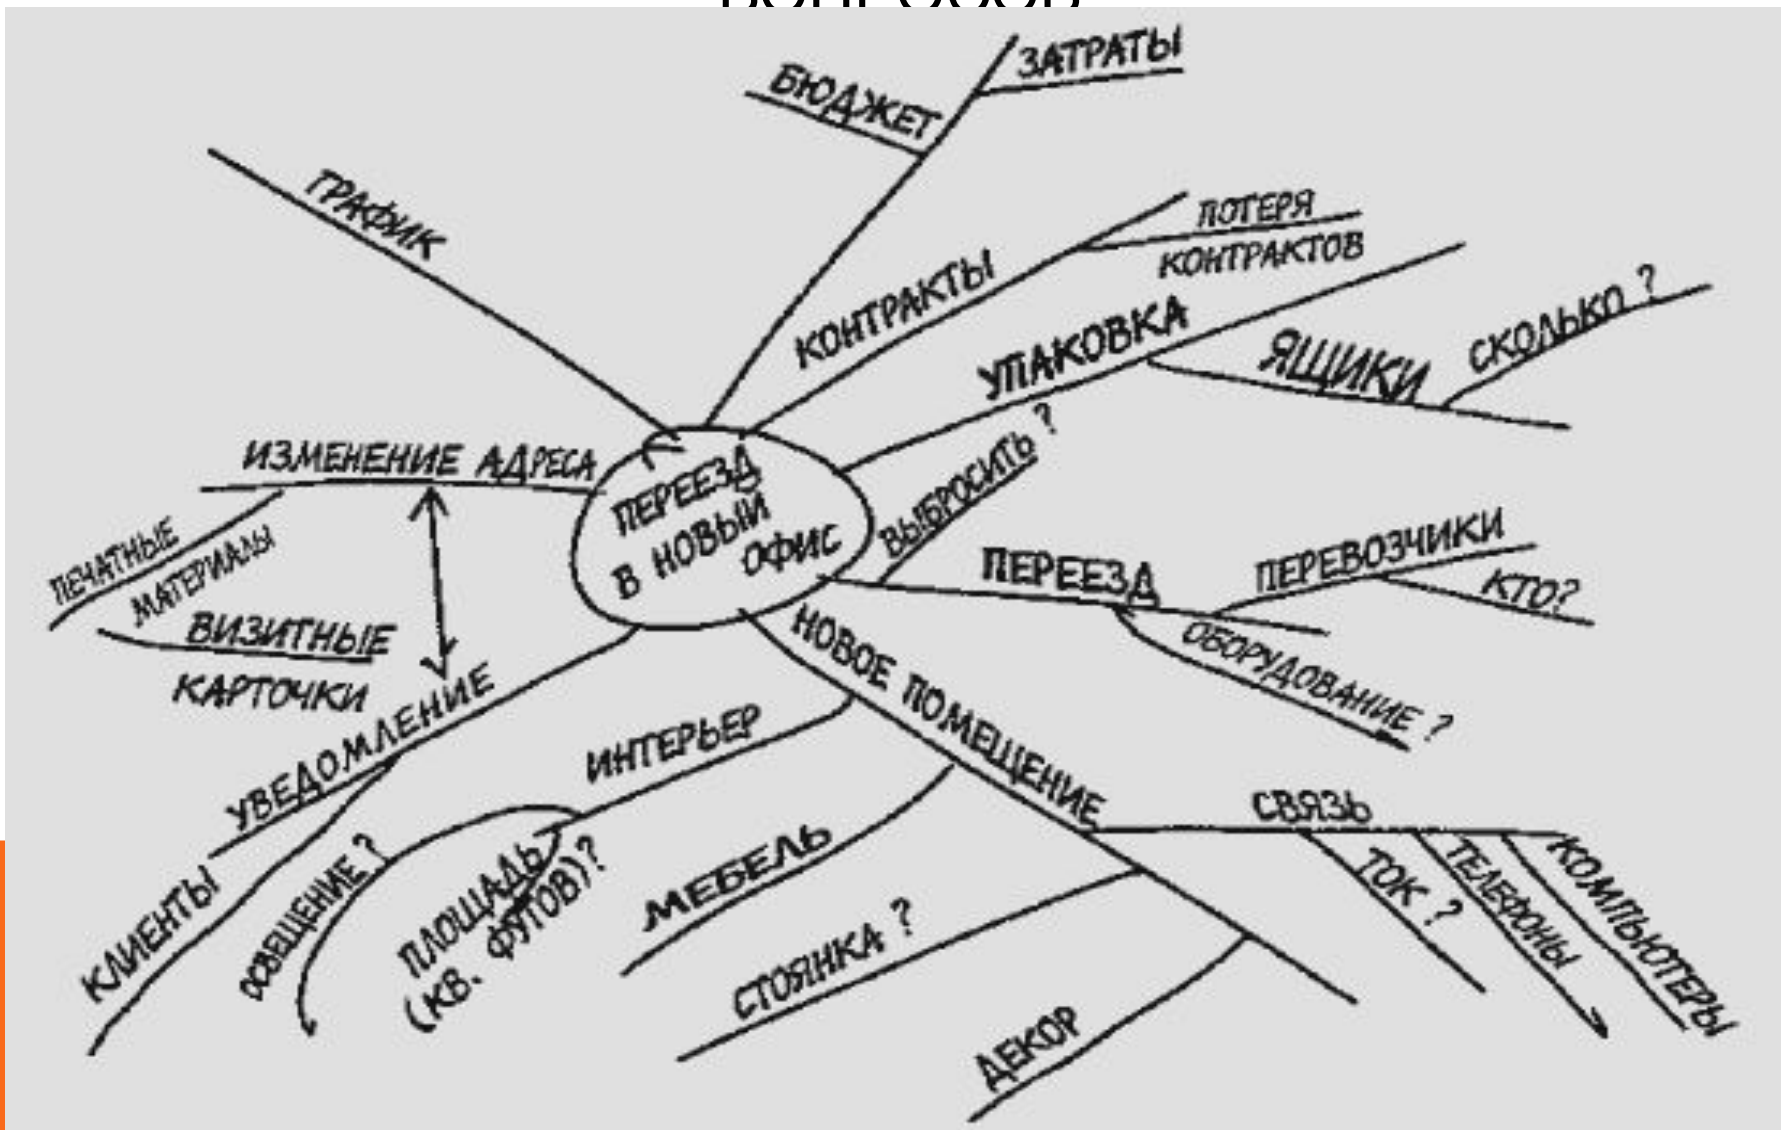 ЗАТРАТЫ
БЮДЖЕТ
ГРАФИК
ПОТЕРЯ
КОНТРАКТОВ
КОНТРАКТЫ
УПАКОВКА
ЯЩИКИ
СКОЛЬКО ?
ИЗМЕНЕНИЕ АДРЕСА
ПЕРЕЕЗД
В НОВЫЙ
ОФИС
ВЫБРОСИТЬ ?
ПЕРЕЕЗД
ПЕРЕВОЗЧИКИ
КТО?
ОБОРУДОВАНИЕ ?
ПЕЧАТНЫЕ
МАТЕРИАЛЫ
ВИЗИТНЫЕ
КАРТОЧКИ
УВЕДОМЛЕНИЕ
КЛИЕНТЫ
НОВОЕ ПОМЕЩЕНИЕ
ИНТЕРЬЕР
ОСВЕЩЕНИЕ ?
ПЛОЩАДЬ
(КВ. ФУТОВ)?
МЕБЕЛЬ
СТОЯНКА ?
ДЕКОР
СВЯЗЬ
ТОК ?
ТЕЛЕФОНЫ
КОМПЬЮТЕРЫ